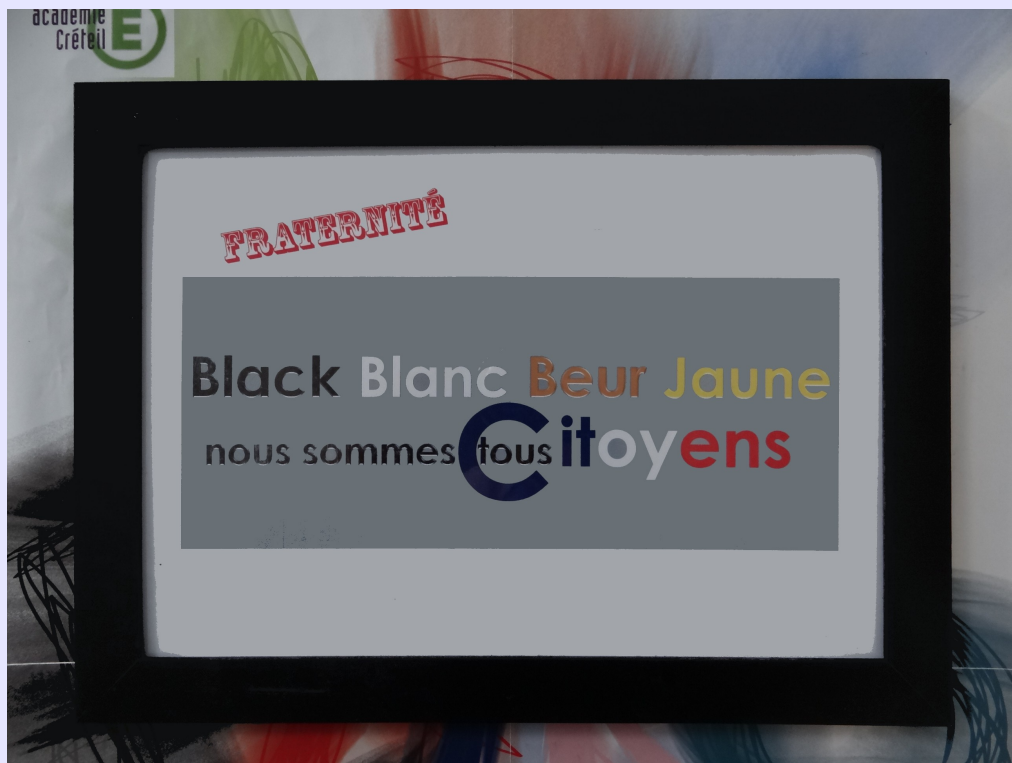 académie
Créteil E
FRATERNITÉ
Black Blanc Beur Jaune
nous sommes tous Citoyens